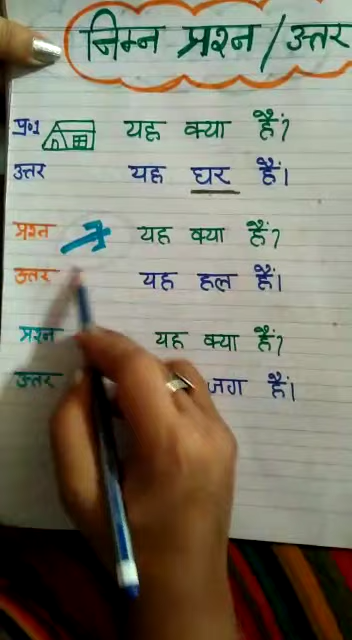 निम्न प्रश्न / उत्तर
प्र॰1 यह क्या हैं?
उत्तर यह घर हैं।
प्रश्न यह क्या हैं?
उत्तर यह हल हैं।
प्रश्न यह क्या हैं?
उत्तर जग हैं।